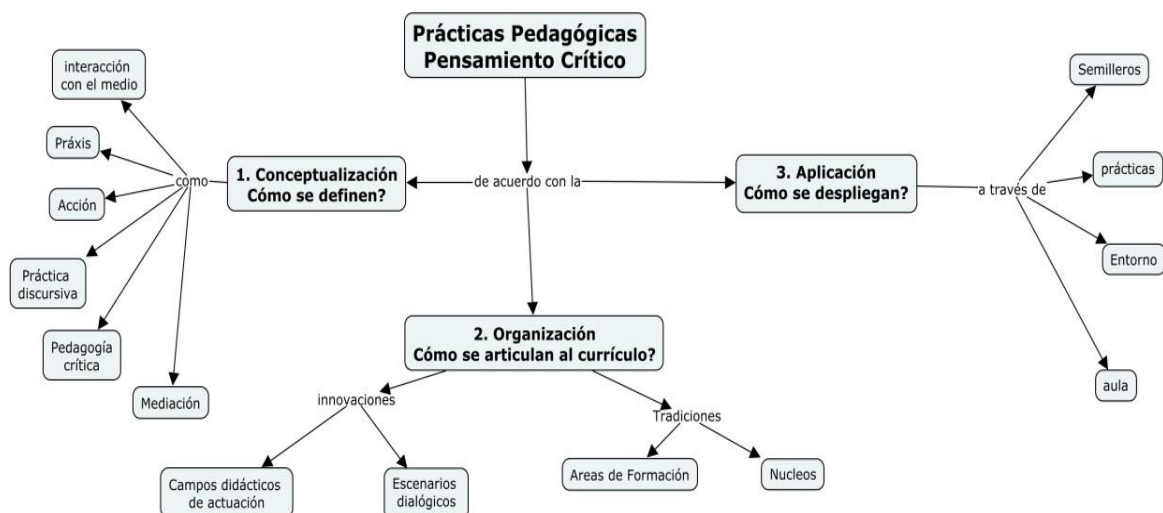 Prácticas Pedagógicas
Pensamiento Crítico
interacción
con el medio
Práxis
Acción
Práctica
discursiva
Pedagogía
crítica
Mediación
como
1. Conceptualización
Cómo se definen?
de acuerdo con la
3. Aplicación
Cómo se despliegan?
a través de
Semilleros
prácticas
Entorno
aula
2. Organización
Cómo se articulan al currículo?
innovaciones
Tradiciones
Campos didácticos
de actuación
Escenarios
dialógicos
Areas de Formación
Nucleos